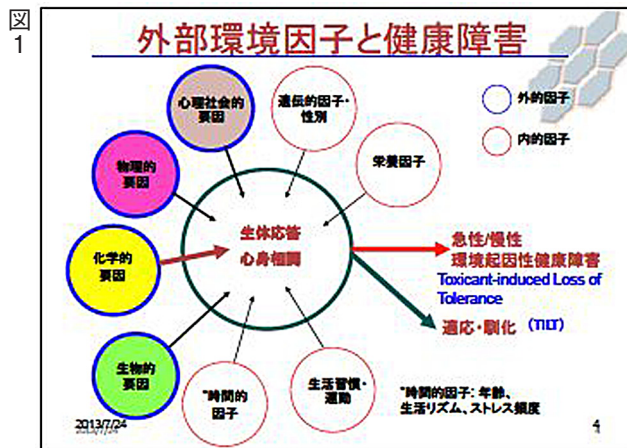 図
1
外部環境因子と健康障害
心理社会的
要因
遺伝的因子・
性別
外的因子
内的因子
物理的
要因
栄養因子
生体応答
心身相関
化学的
要因
急性/慢性
環境起因性健康障害
Toxicant-induced Loss of
Tolerance
適応・馴化 (TILT)
生物的
要因
*時間的
因子
生活習慣・
運動
*時間的因子: 年齢、
生活リズム、ストレス頻度
2013/7/24
4